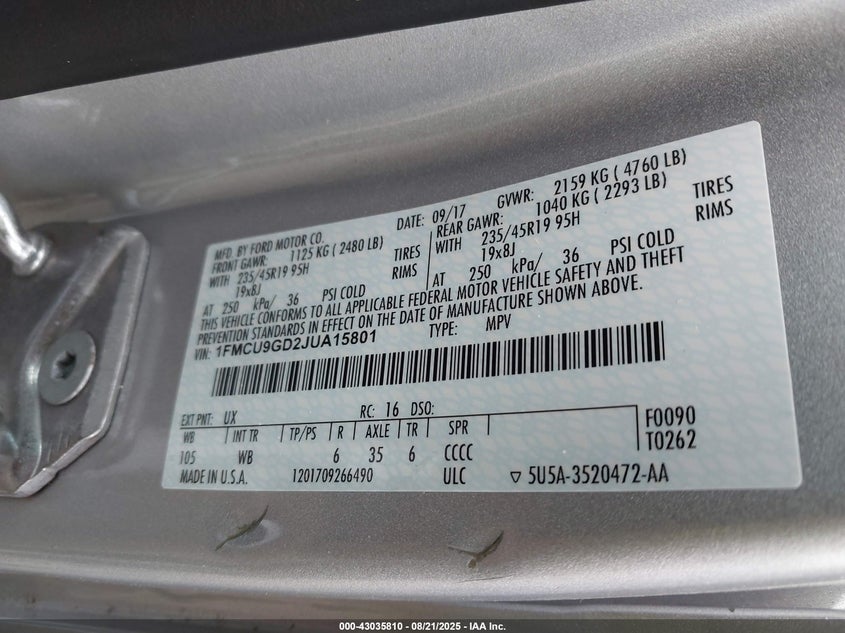 MFD. BY FORD MOTOR CO.
DATE: 09/17
GVWR: 2159 KG ( 4760 LB)
FRONT GAWR: 1125 KG ( 2480 LB)
REAR GAWR: 1040 KG ( 2293 LB)
WITH 235/45R19 95H TIRES
WITH 235/45R19 95H TIRES
19x8J RIMS
19x8J RIMS
AT 250 kPa/ 36 PSI COLD
AT 250 kPa/ 36 PSI COLD
THIS VEHICLE CONFORMS TO ALL APPLICABLE FEDERAL MOTOR VEHICLE SAFETY AND THEFT
PREVENTION STANDARDS IN EFFECT ON THE DATE OF MANUFACTURE SHOWN ABOVE.
VIN: 1FMCU9GD2JUA15801 TYPE: MPV
EXT PNT: UX RC: 16 DSO:
WB INT TR TP/PS R AXLE TR SPR F0090
105 WB 6 35 6 CCCC T0262
MADE IN U.S.A. 1201709266490 ULC ▽ 5U5A-3520472-AA
000-43035810 - 08/21/2025 - IAA Inc.